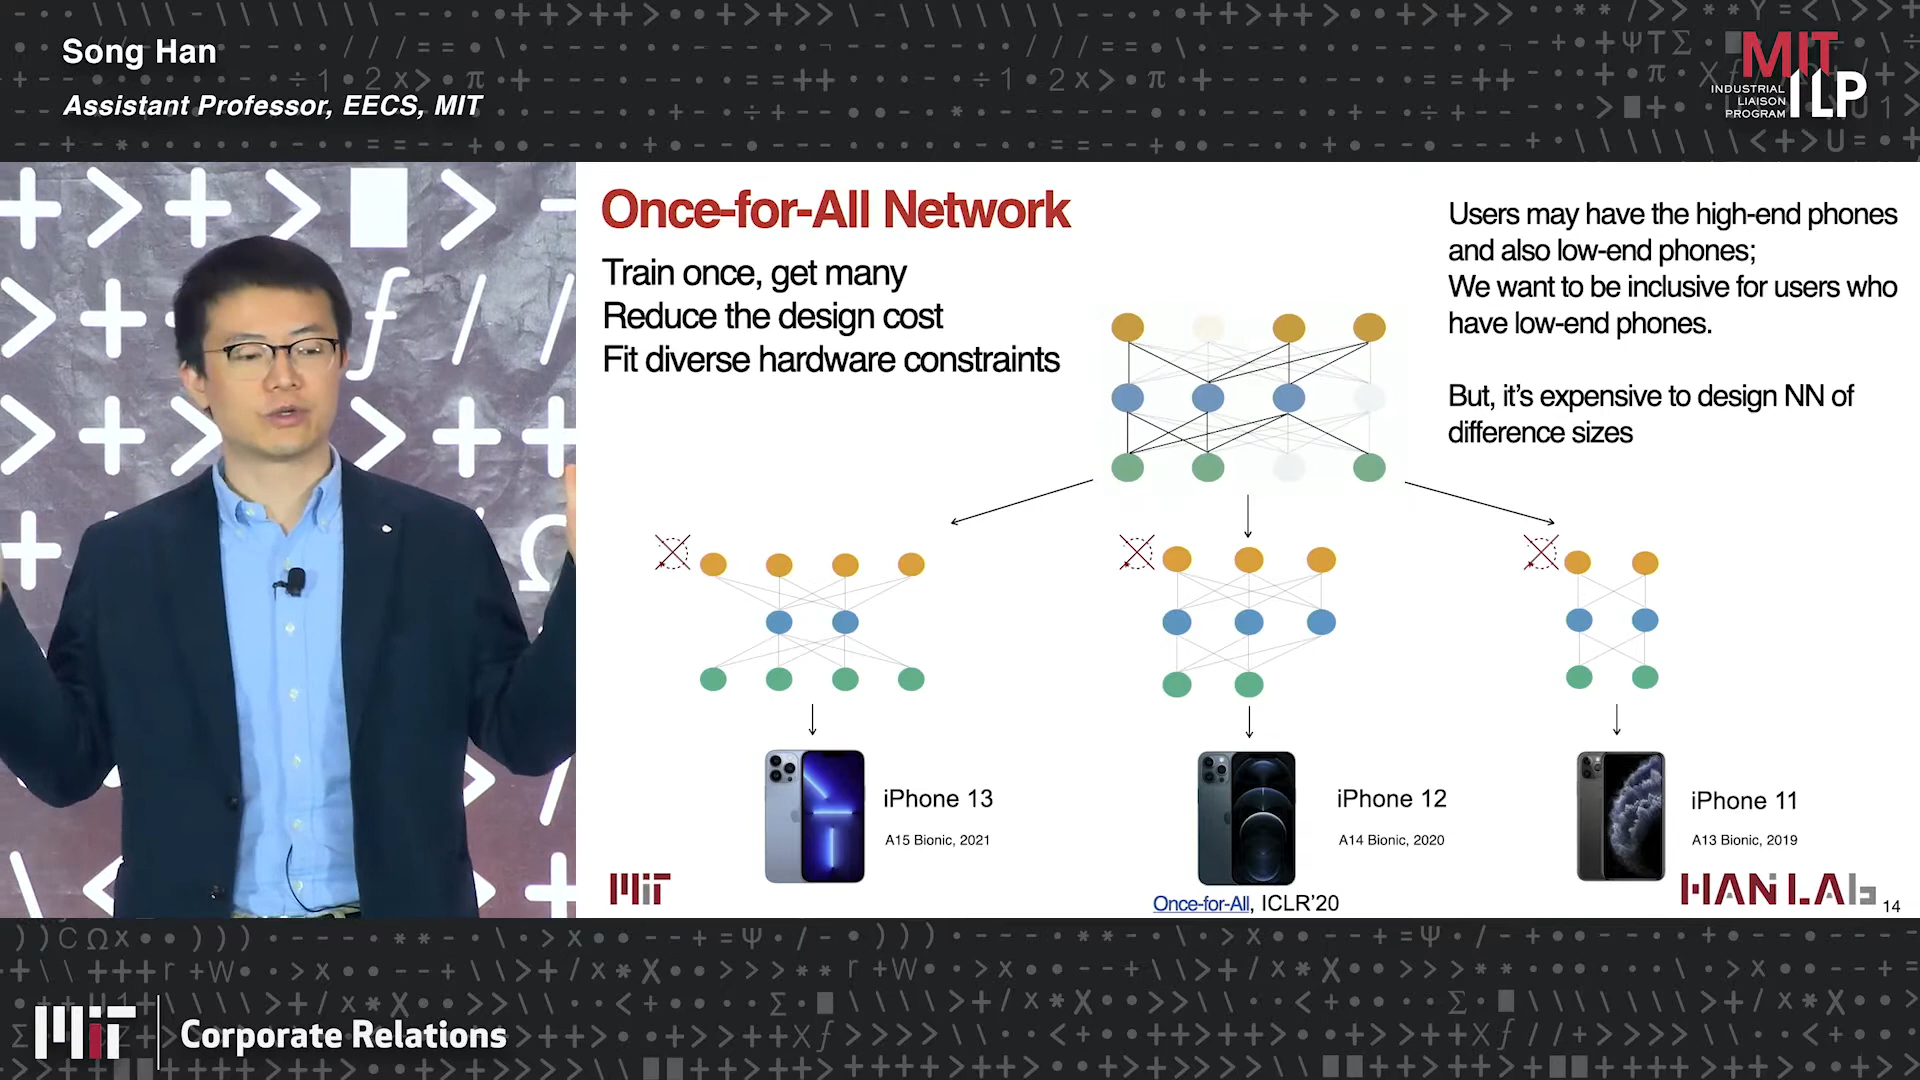 Song Han
Assistant Professor, EECS, MIT
MIT
ILP
INDUSTRIAL
LIAISON
PROGRAM
Once-for-All Network
Train once, get many
Reduce the design cost
Fit diverse hardware constraints
Users may have the high-end phones
and also low-end phones;
We want to be inclusive for users who
have low-end phones.
But, it's expensive to design NN of
difference sizes
iPhone 13
A15 Bionic, 2021
iPhone 12
A14 Bionic, 2020
iPhone 11
A13 Bionic, 2019
MIT
Once-for-All, ICLR'20
HAN LAB
14
MIT
Corporate Relations